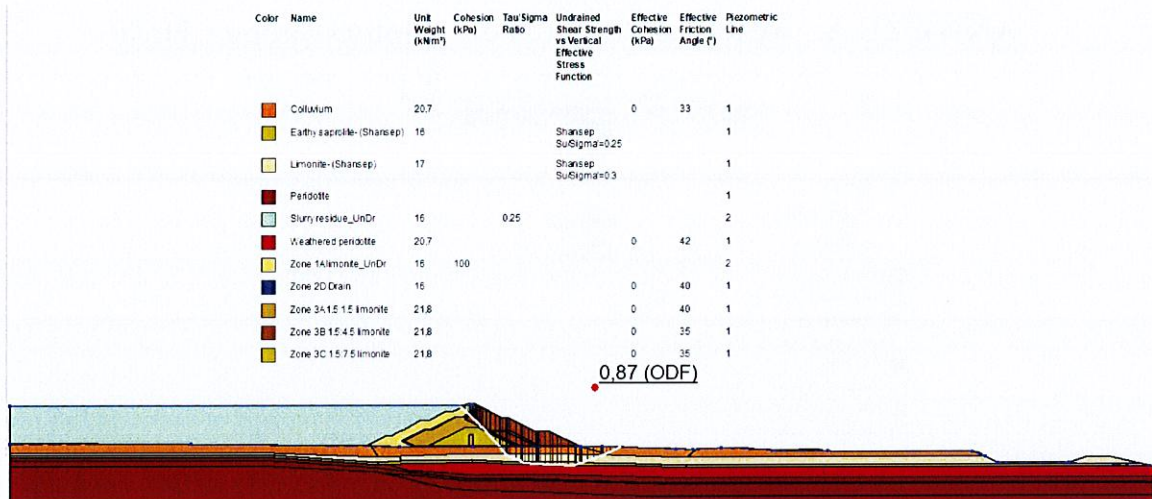 Color Name Unit Weight (kN/m³) Cohesion (kPa) Tau/Sigma Ratio Undrained Shear Strength vs Vertical Effective Stress Function Effective Cohesion (kPa) Effective Friction Angle (°) Piezometric Line
Colluvium 20,7 0 33 1
Earthy saprolite-(Shansep) 16 Shansep Su/Sigma'=0.25 1
Limonite-(Shansep) 17 Shansep Su/Sigma'=0.3 1
Peridotite 1
Slurry residue_UnDr 16 0.25 2
Weathered peridotite 20,7 0 42 1
Zone 1A limonite_UnDr 16 100 2
Zone 2D Drain 16 0 40 1
Zone 3A 1.5 1.5 limonite 21,8 0 40 1
Zone 3B 1.5 4.5 limonite 21,8 0 35 1
Zone 3C 1.5 7.5 limonite 21,8 0 35 1
0,87 (ODF)